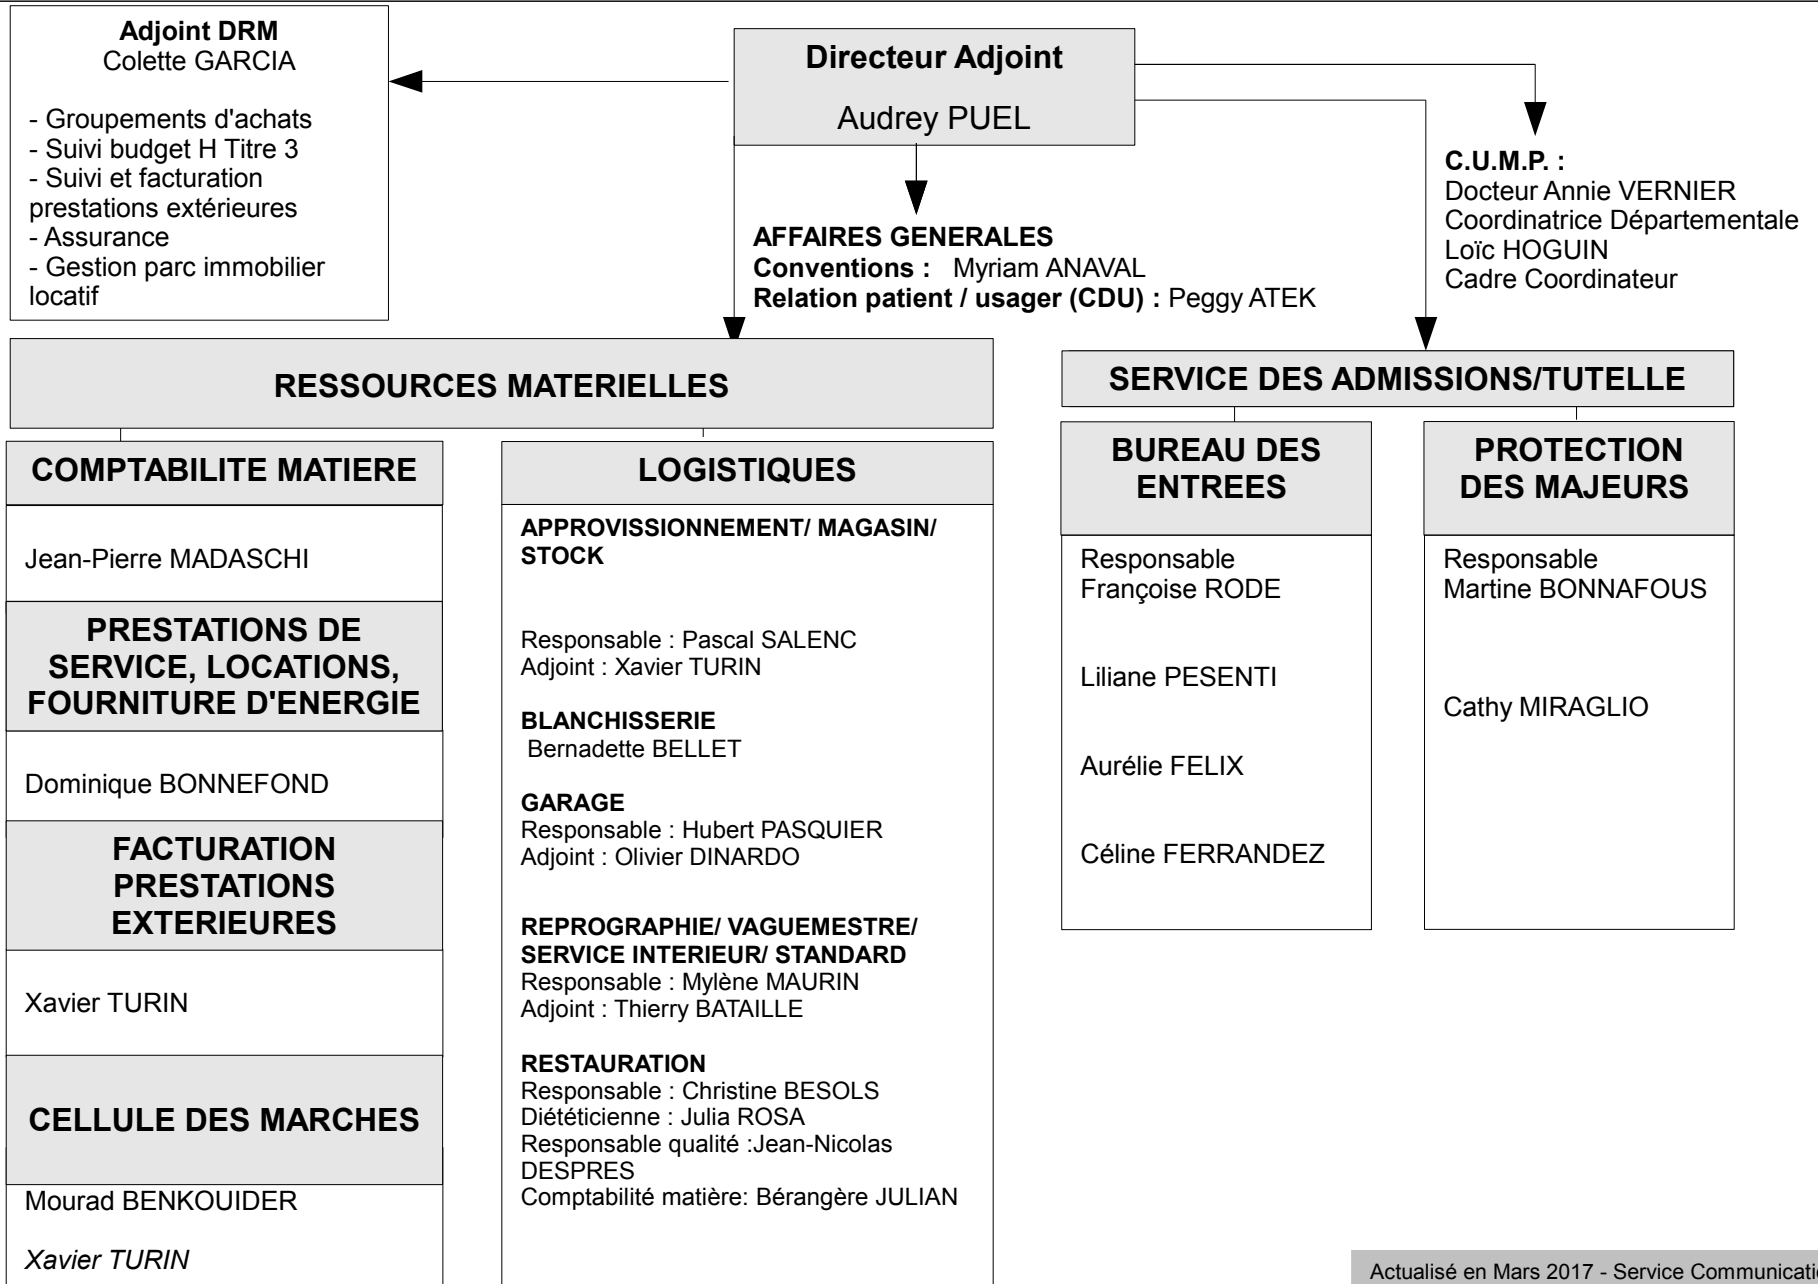 Adjoint DRM
Colette GARCIA
- Groupements d'achats
- Suivi budget H Titre 3
- Suivi et facturation
prestations extérieures
- Assurance
- Gestion parc immobilier
locatif
Directeur Adjoint
Audrey PUEL
C.U.M.P. :
Docteur Annie VERNIER
Coordinatrice Départementale
Loïc HOGUIN
Cadre Coordinateur
AFFAIRES GENERALES
Conventions : Myriam ANAVAL
Relation patient / usager (CDU) : Peggy ATEK
RESSOURCES MATERIELLES
COMPTABILITE MATIERE
Jean-Pierre MADASCHI
PRESTATIONS DE
SERVICE, LOCATIONS,
FOURNITURE D'ENERGIE
Dominique BONNEFOND
FACTURATION
PRESTATIONS
EXTERIEURES
Xavier TURIN
CELLULE DES MARCHES
Mourad BENKOUIDER
Xavier TURIN
LOGISTIQUES
APPROVISSIONNEMENT/ MAGASIN/
STOCK
Responsable : Pascal SALENC
Adjoint : Xavier TURIN
BLANCHISSERIE
Bernadette BELLET
GARAGE
Responsable : Hubert PASQUIER
Adjoint : Olivier DINARDO
REPROGRAPHIE/ VAGUEMESTRE/
SERVICE INTERIEUR/ STANDARD
Responsable : Mylène MAURIN
Adjoint : Thierry BATAILLE
RESTAURATION
Responsable : Christine BESOLS
Diététicienne : Julia ROSA
Responsable qualité :Jean-Nicolas
DESPRES
Comptabilité matière: Bérangère JULIAN
SERVICE DES ADMISSIONS/TUTELLE
BUREAU DES
ENTREES
Responsable
Françoise RODE
Liliane PESENTI
Aurélie FELIX
Céline FERRANDEZ
PROTECTION
DES MAJEURS
Responsable
Martine BONNAFOUS
Cathy MIRAGLIO
Actualisé en Mars 2017 - Service Communicati